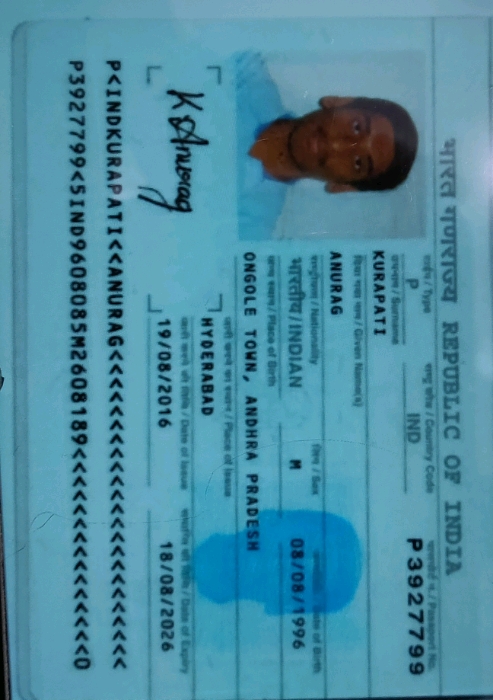 भारत गणराज्य REPUBLIC OF INDIA
टाईप / Type
राष्ट्र कोड / Country Code
पासपोर्ट नं. / Passport No.
P
IND
P3927799
उपनाम / Surname
KURAPATI
दिया गया नाम / Given Name(s)
ANURAG
राष्ट्रीयता / Nationality
लिंग / Sex
Date of Birth
भारतीय / INDIAN
M
08/08/1996
जन्म स्थान / Place of Birth
ONGOLE TOWN, ANDHRA PRADESH
जारी करने का स्थान / Place of Issue
HYDERABAD
जारी करने की तिथि / Date of Issue
समाप्ति की तिथि / Date of Expiry
19/08/2016
18/08/2026
K Anurag
P<INDKURAPATI<<ANURAG<<<<<<<<<<<<<<<<<<<<<<<
P3927799<5IND9608085M2608189<<<<<<<<<<<<<<<0